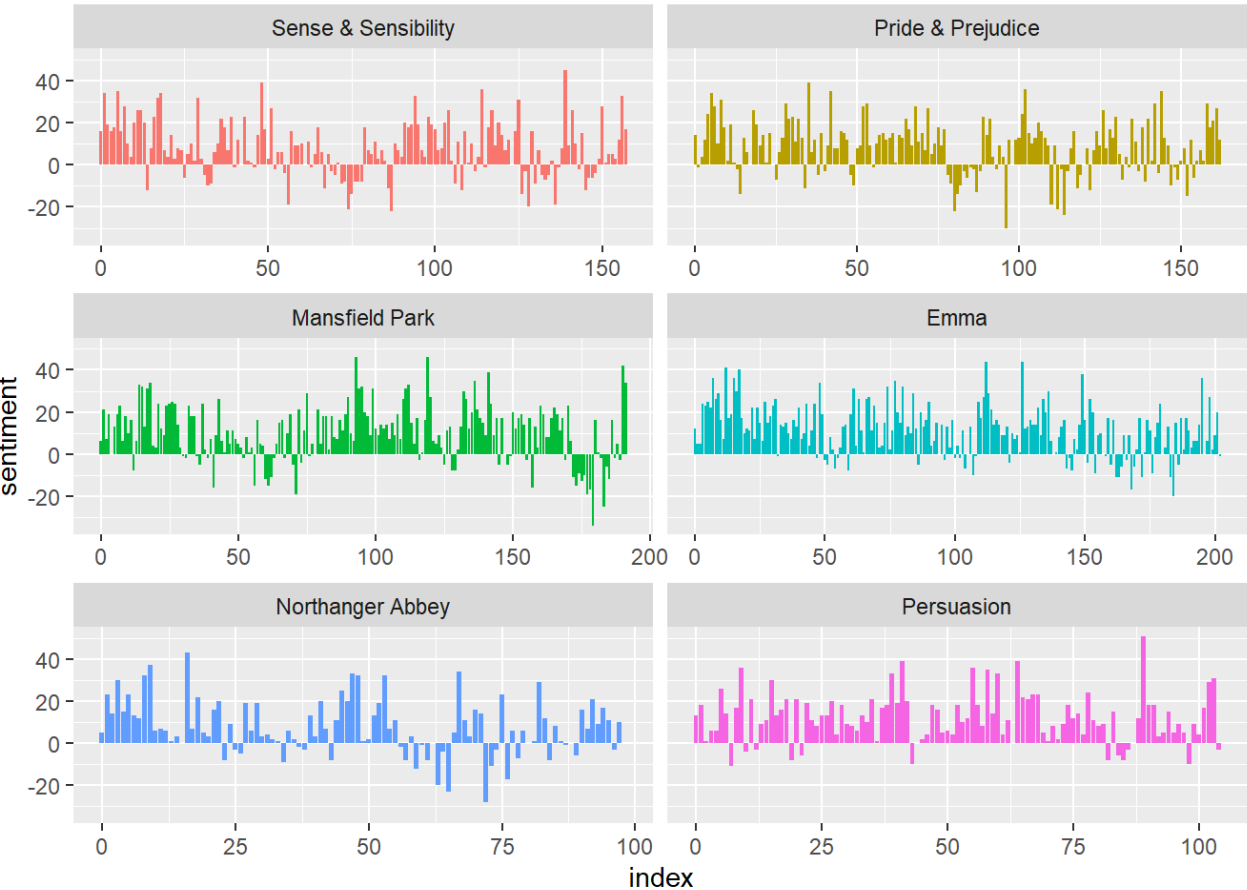 Sense & Sensibility
Pride & Prejudice
40
20
0
-20
0 50 100 150
0 50 100 150
Mansfield Park
Emma
40
20
0
-20
0 50 100 150 200
0 50 100 150 200
Northanger Abbey
Persuasion
40
20
0
-20
0 25 50 75 100
0 25 50 75 100
sentiment
index